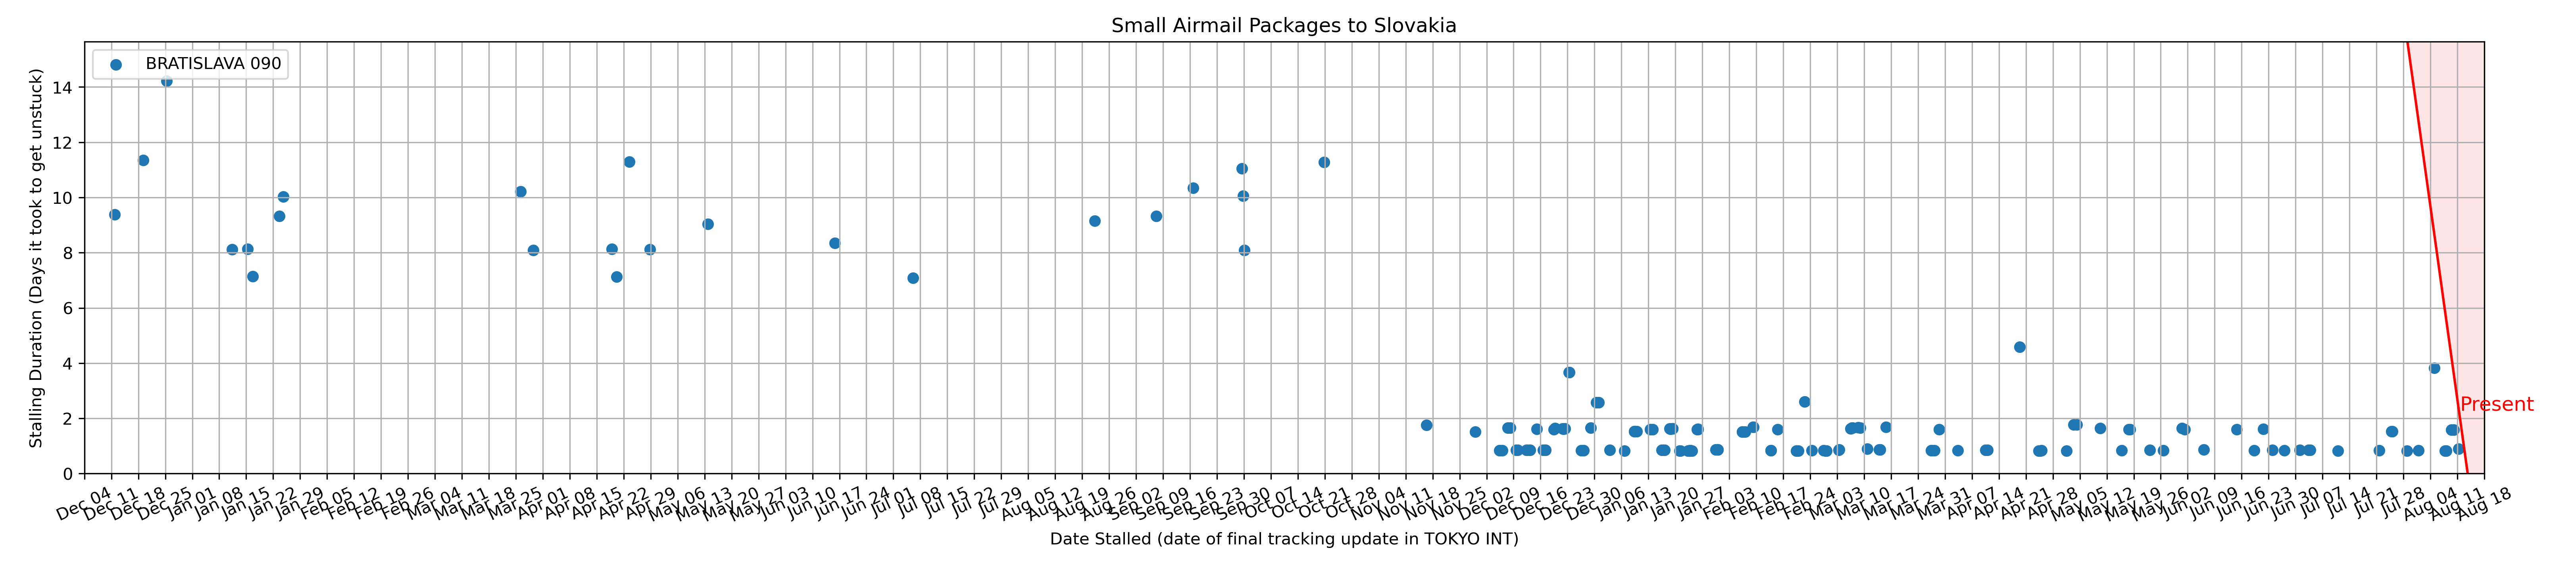 Small Airmail Packages to Slovakia
BRATISLAVA 090
Stalling Duration (Days it took to get unstuck)
14
12
10
8
6
4
2
0
Present
Dec 04 Dec 11 Dec 18 Dec 25 Jan 01 Jan 08 Jan 15 Jan 22 Jan 29 Feb 05 Feb 12 Feb 19 Feb 26 Mar 04 Mar 11 Mar 18 Mar 25 Apr 01 Apr 08 Apr 15 Apr 22 Apr 29 May 06 May 13 May 20 May 27 Jun 03 Jun 10 Jun 17 Jun 24 Jul 01 Jul 08 Jul 15 Jul 22 Jul 29 Aug 05 Aug 12 Aug 19 Aug 26 Sep 02 Sep 09 Sep 16 Sep 23 Sep 30 Oct 07 Oct 14 Oct 21 Oct 28 Nov 04 Nov 11 Nov 18 Nov 25 Dec 02 Dec 09 Dec 16 Dec 23 Dec 30 Jan 06 Jan 13 Jan 20 Jan 27 Feb 03 Feb 10 Feb 17 Feb 24 Mar 03 Mar 10 Mar 17 Mar 24 Mar 31 Apr 07 Apr 14 Apr 21 Apr 28 May 05 May 12 May 19 May 26 Jun 02 Jun 09 Jun 16 Jun 23 Jun 30 Jul 07 Jul 14 Jul 21 Jul 28 Aug 04 Aug 11 Aug 18
Date Stalled (date of final tracking update in TOKYO INT)